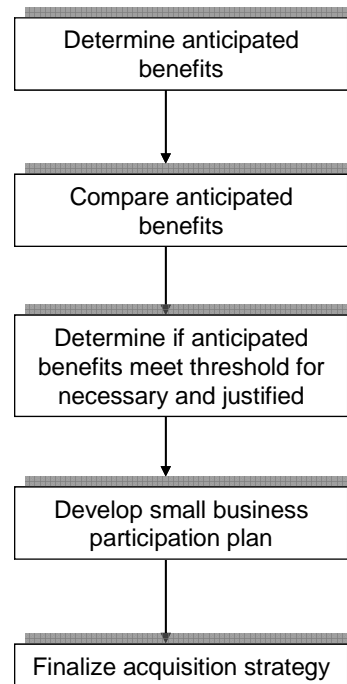 Determine anticipated
benefits
Compare anticipated
benefits
Determine if anticipated
benefits meet threshold for
necessary and justified
Develop small business
participation plan
Finalize acquisition strategy